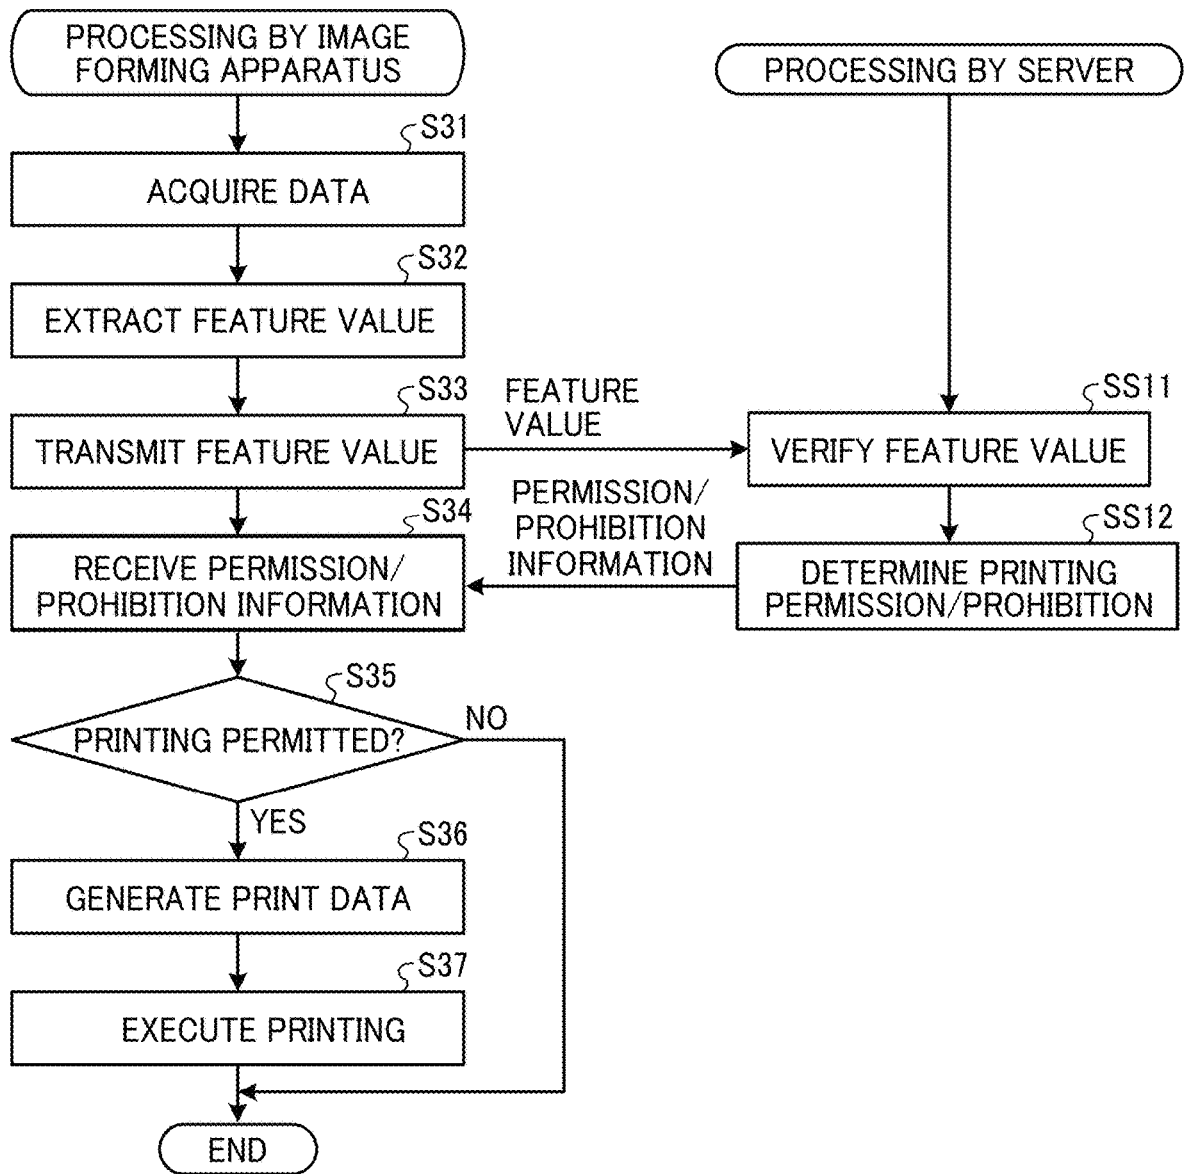 PROCESSING BY IMAGE
FORMING APPARATUS
PROCESSING BY SERVER
S31
ACQUIRE DATA
S32
EXTRACT FEATURE VALUE
S33
TRANSMIT FEATURE VALUE
FEATURE
VALUE
SS11
VERIFY FEATURE VALUE
S34
RECEIVE PERMISSION/
PROHIBITION INFORMATION
PERMISSION/
PROHIBITION
INFORMATION
SS12
DETERMINE PRINTING
PERMISSION/PROHIBITION
S35
PRINTING PERMITTED?
NO
YES
S36
GENERATE PRINT DATA
S37
EXECUTE PRINTING
END